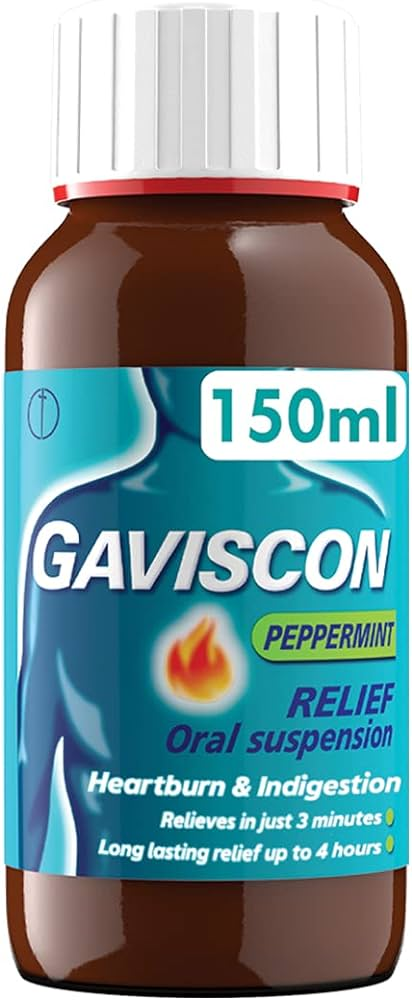 150ml
GAVISCON
PEPPERMINT
RELIEF
Oral suspension
Heartburn & Indigestion
Relieves in just 3 minutes
Long lasting relief up to 4 hours